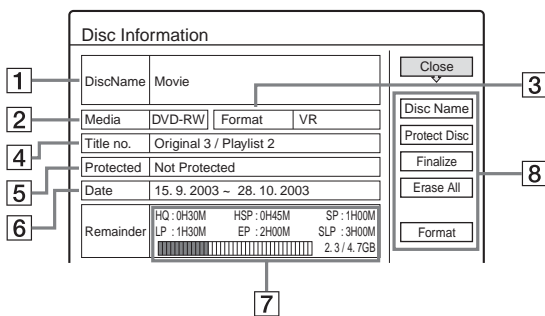 Disc Information
1
DiscName Movie
Close
3
2
Media DVD-RW Format VR
Disc Name
4
Title no. Original 3 / Playlist 2
Protect Disc
5
Protected Not Protected
Finalize
8
6
Date 15. 9. 2003 ~ 28. 10. 2003
Erase All
Remainder
HQ : 0H30M HSP : 0H45M SP : 1H00M
LP : 1H30M EP : 2H00M SLP : 3H00M
2. 3 / 4. 7GB
Format
7